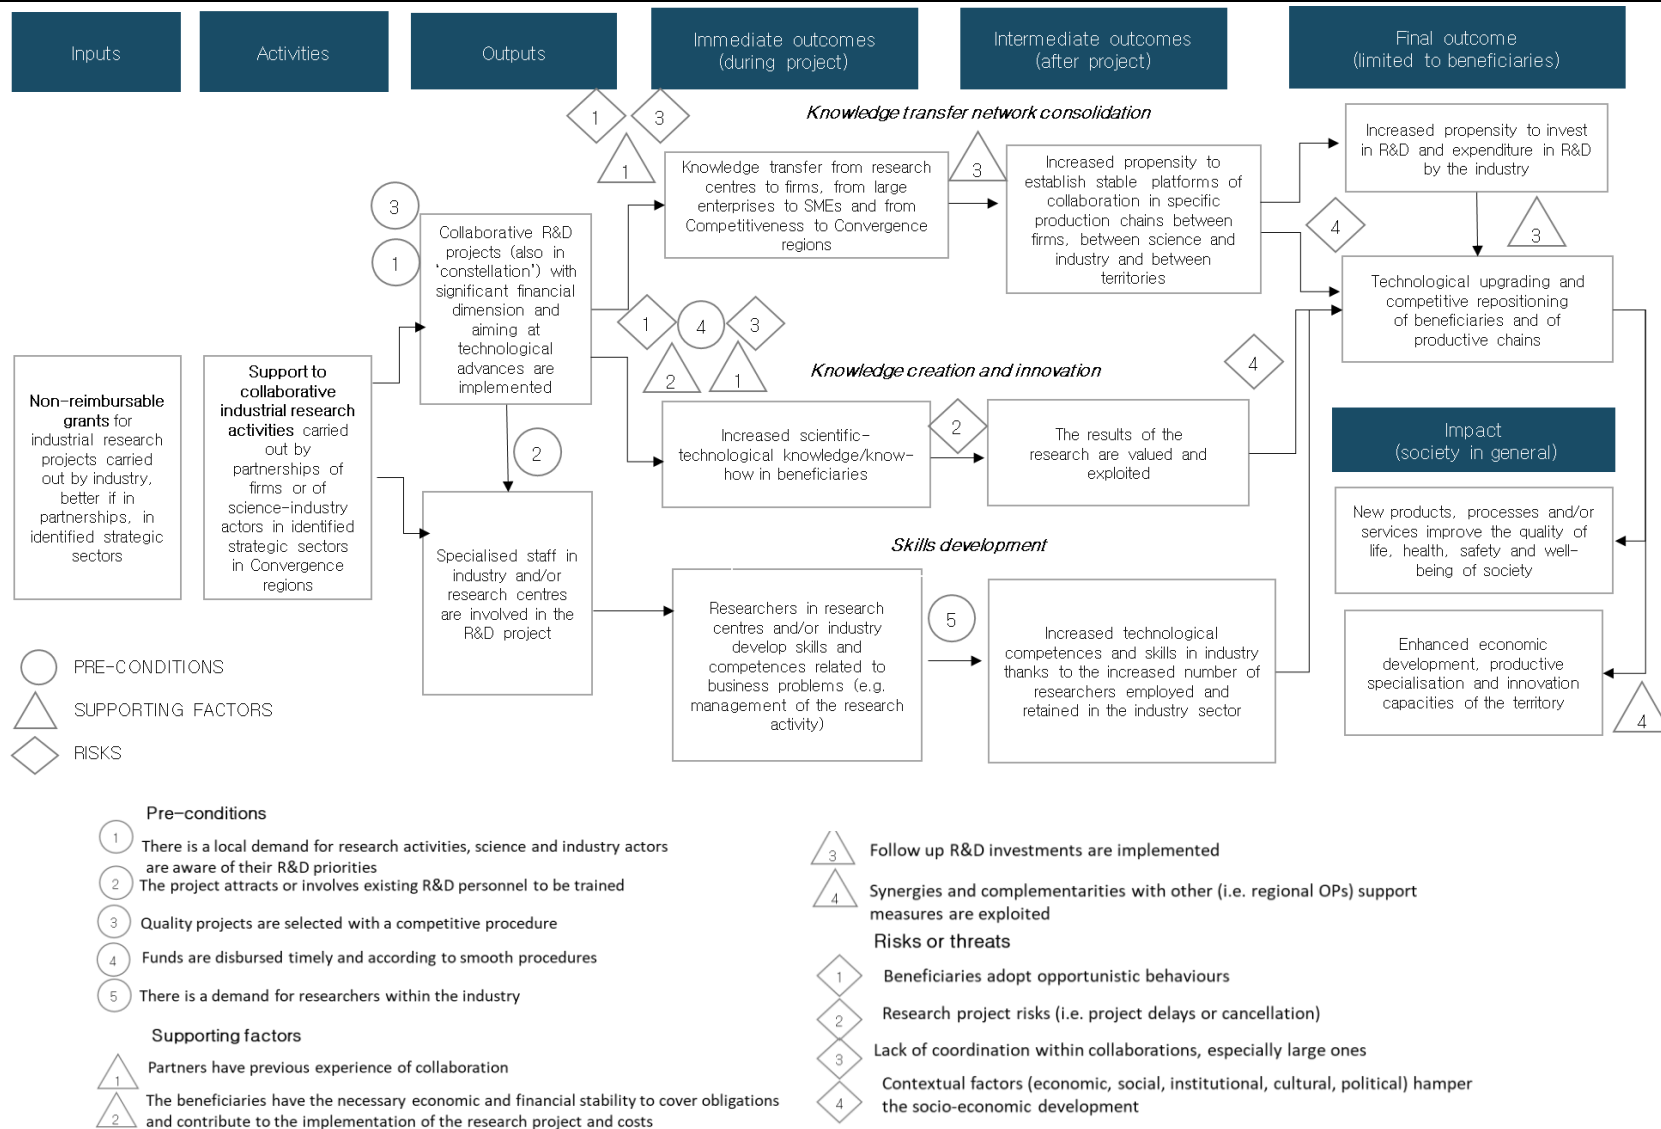 Inputs
Activities
Outputs
Immediate outcomes
(during project)
Intermediate outcomes
(after project)
Final outcome
(limited to beneficiaries)
1
3
1
Knowledge transfer network consolidation
3
1
Collaborative R&D
projects (also in
‘constellation’) with
significant financial
dimension and
aiming at
technological
advances are
implemented
Knowledge transfer from research
centres to firms, from large
enterprises to SMEs and from
Competitiveness to Convergence
regions
3
Increased propensity to
establish stable platforms of
collaboration in specific
production chains between
firms, between science and
industry and between
territories
Increased propensity to invest
in R&D and expenditure in R&D
by the industry
4
3
Technological upgrading and
competitive repositioning
of beneficiaries and of
productive chains
1
4
3
2
1
4
Knowledge creation and innovation
Non-reimbursable
grants for
industrial research
projects carried
out by industry,
better if in
partnerships, in
identified strategic
sectors
Support to
collaborative
industrial research
activities carried
out by
partnerships of
firms or of
science-industry
actors in identified
strategic sectors
in Convergence
regions
2
Increased scientific-
technological knowledge/know-
how in beneficiaries
2
The results of the
research are valued and
exploited
Impact
(society in general)
New products, processes and/or
services improve the quality of
life, health, safety and well-
being of society
Skills development
Specialised staff in
industry and/or
research centres
are involved in the
R&D project
Researchers in research
centres and/or industry
develop skills and
competences related to
business problems (e.g.
management of the research
activity)
5
Increased technological
competences and skills in industry
thanks to the increased number of
researchers employed and
retained in the industry sector
Enhanced economic
development, productive
specialisation and innovation
capacities of the territory
4
PRE-CONDITIONS
SUPPORTING FACTORS
RISKS
Pre-conditions
1
There is a local demand for research activities, science and industry actors
are aware of their R&D priorities
2
The project attracts or involves existing R&D personnel to be trained
3
Quality projects are selected with a competitive procedure
4
Funds are disbursed timely and according to smooth procedures
5
There is a demand for researchers within the industry
Supporting factors
1
Partners have previous experience of collaboration
2
The beneficiaries have the necessary economic and financial stability to cover obligations
and contribute to the implementation of the research project and costs
3
Follow up R&D investments are implemented
4
Synergies and complementarities with other (i.e. regional OPs) support
measures are exploited
Risks or threats
1
Beneficiaries adopt opportunistic behaviours
2
Research project risks (i.e. project delays or cancellation)
3
Lack of coordination within collaborations, especially large ones
4
Contextual factors (economic, social, institutional, cultural, political) hamper
the socio-economic development